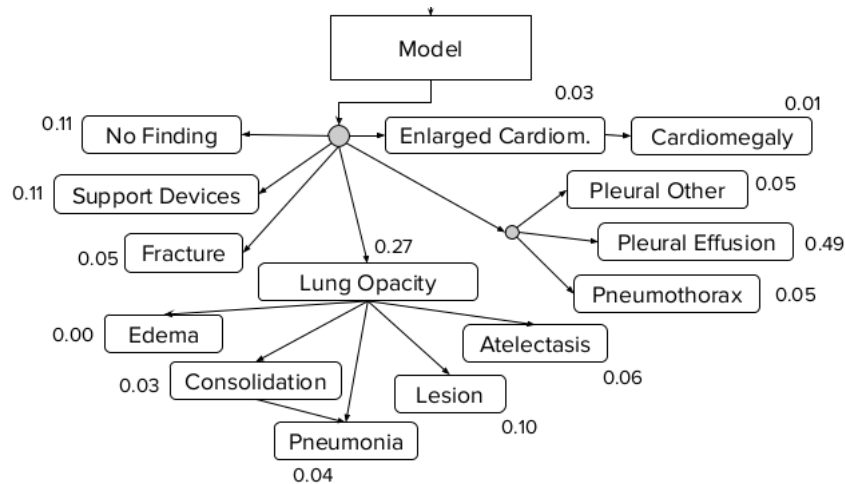 Model
0.03
0.01
0.11
No Finding
Enlarged Cardiom.
Cardiomegaly
0.11
Support Devices
Pleural Other
0.05
0.05
Fracture
0.27
Pleural Effusion
0.49
Lung Opacity
Pneumothorax
0.05
0.00
Edema
Atelectasis
0.06
0.03
Consolidation
Lesion
0.10
Pneumonia
0.04